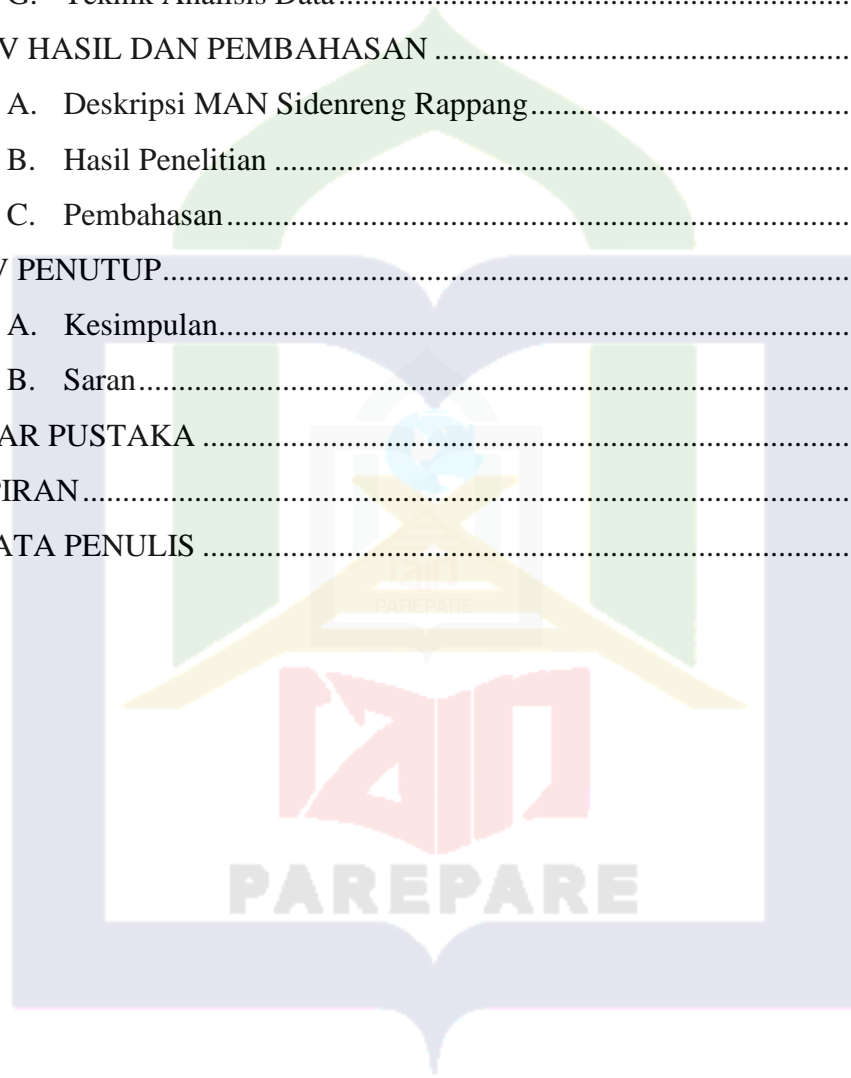 G. Teknik Analisis Data............................................................
V HASIL DAN PEMBAHASAN ............................................................
A. Deskripsi MAN Sidenreng Rappang............................................
B. Hasil Penelitian ............................................................................
C. Pembahasan...................................................................................
V PENUTUP............................................................................................
A. Kesimpulan....................................................................................
B. Saran..............................................................................................
AR PUSTAKA ......................................................................................
PIRAN.....................................................................................................
ATA PENULIS ......................................................................................
PAREPARE
PAREPARE